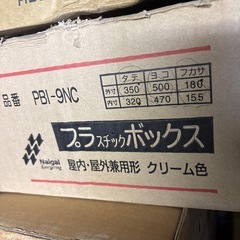 タテ ヨコ フカサ
品番 PBI-9NC 外寸 350 500 180
内寸 320 470 155
プラスチックボックス
Naigai
屋内・屋外兼用形 クリーム色